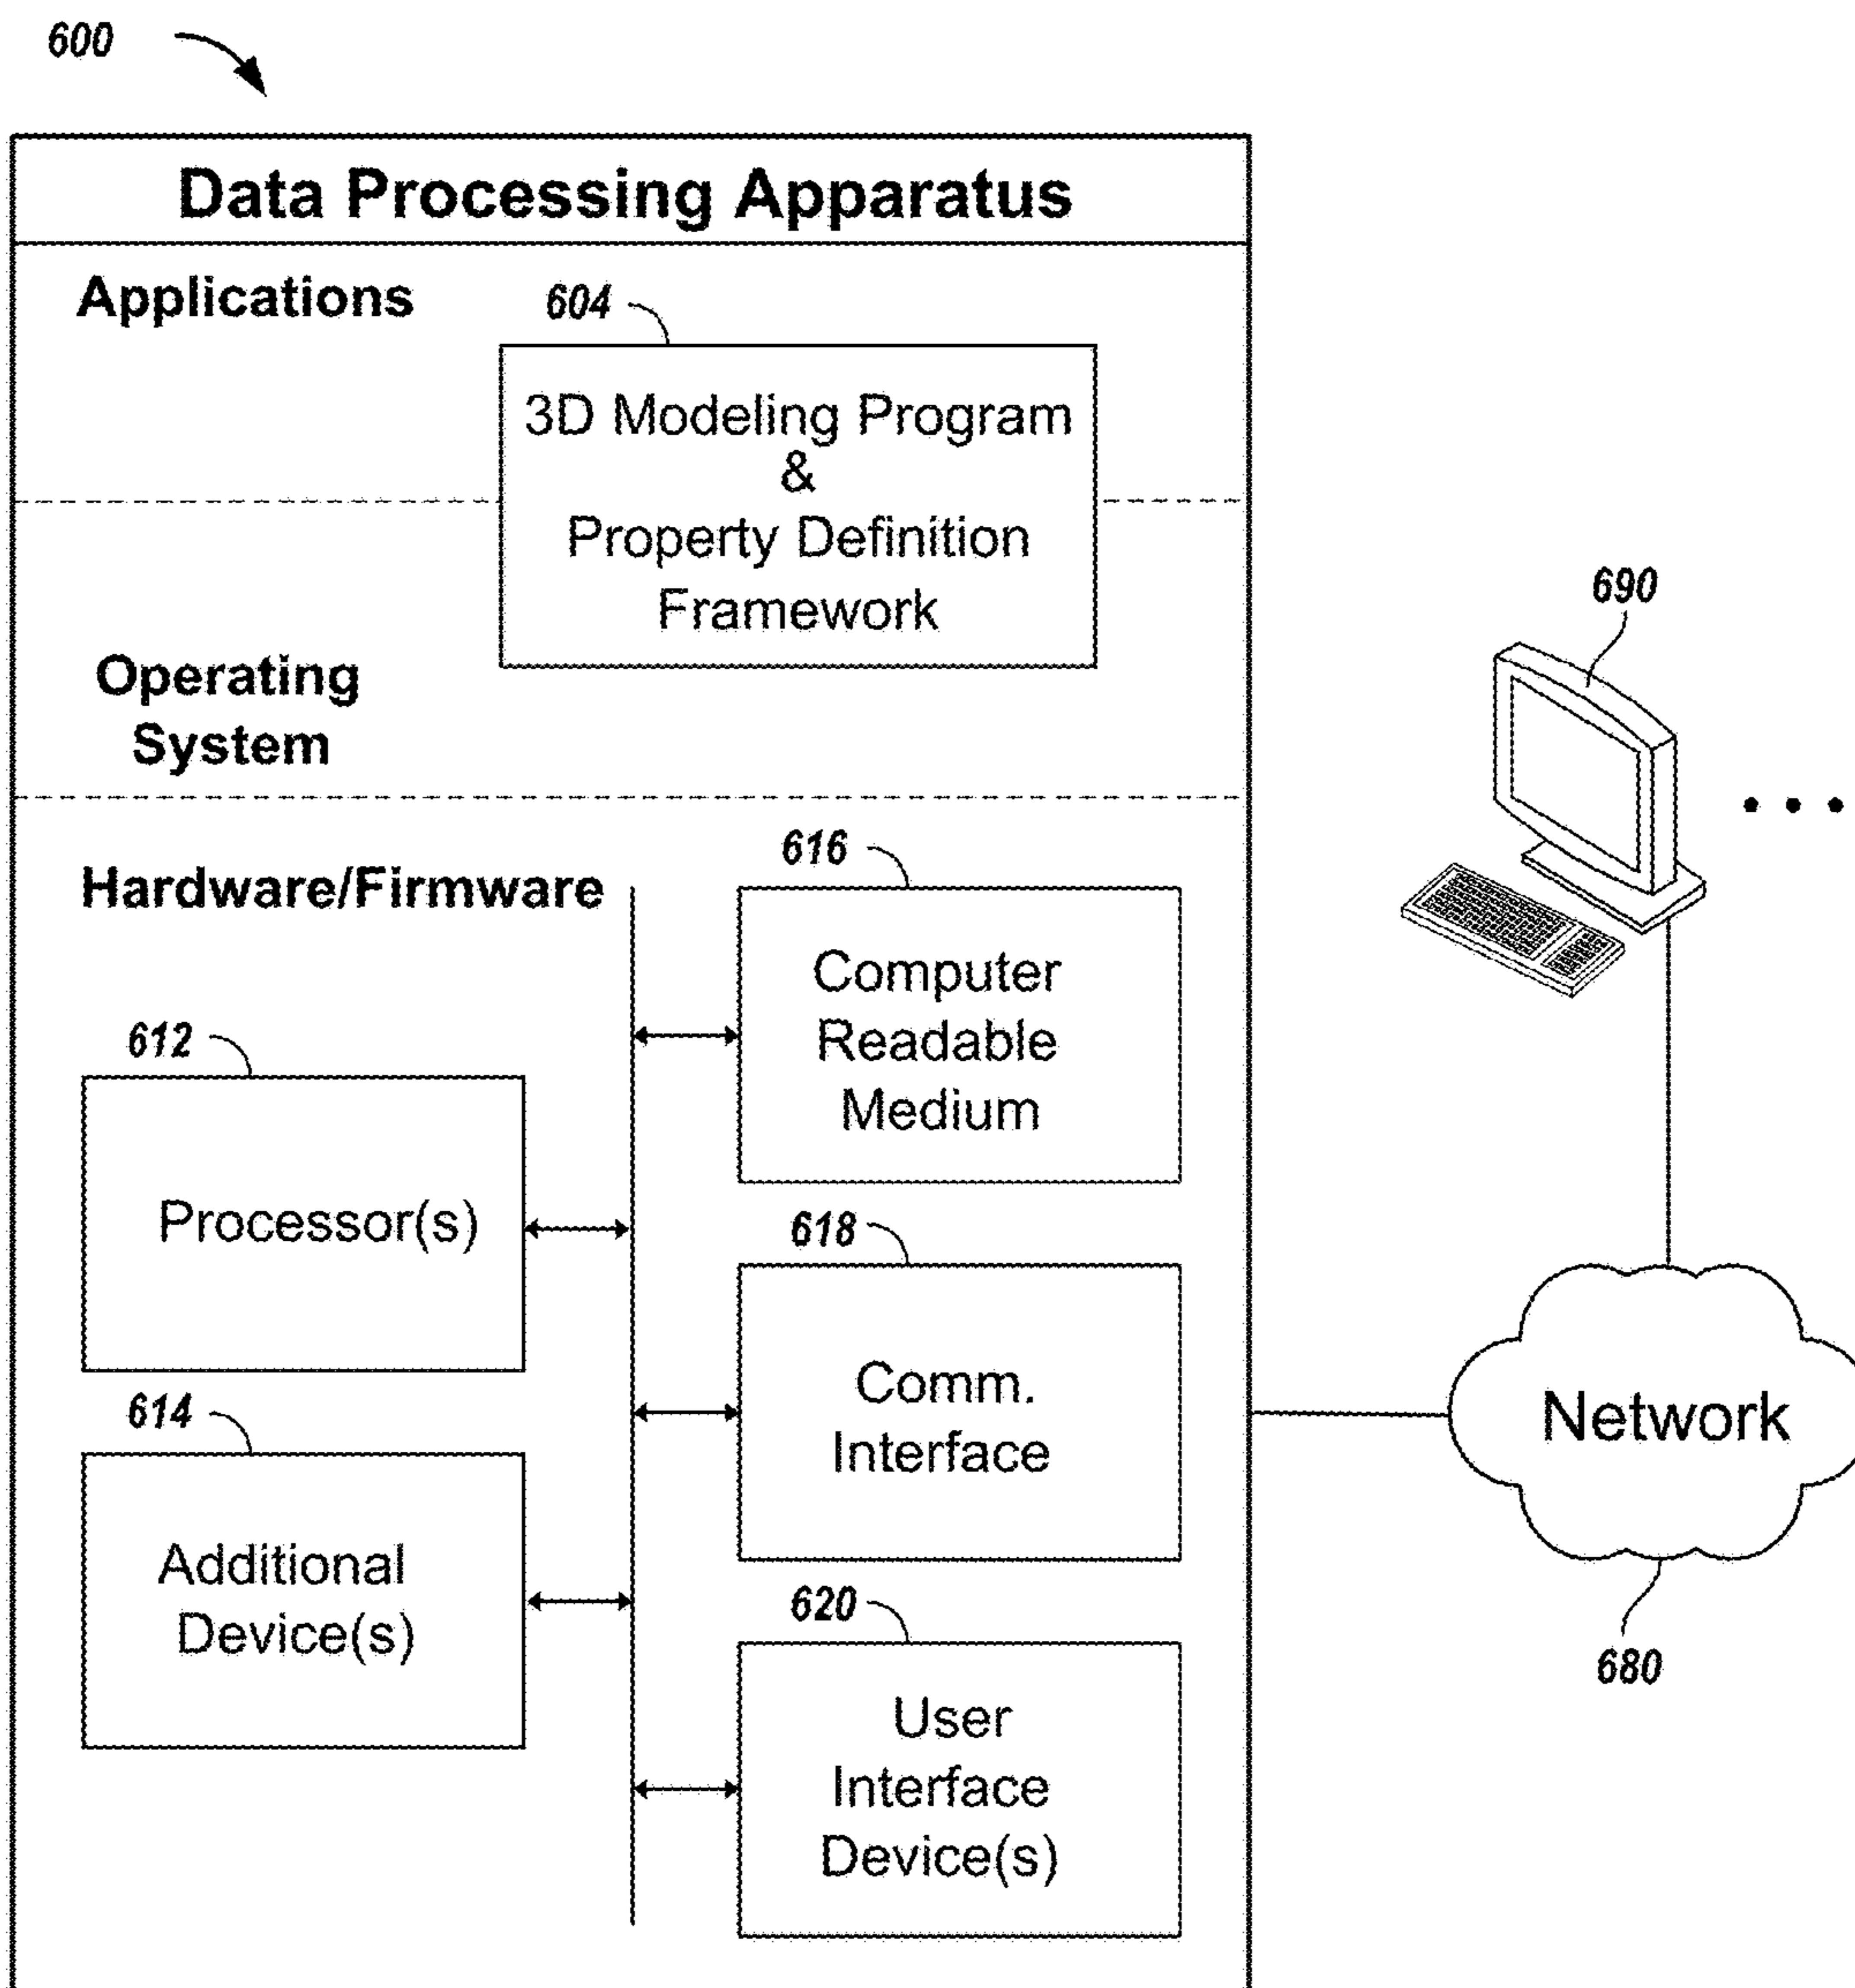 600
Data Processing Apparatus
Applications
604
3D Modeling Program
&
Property Definition
Framework
Operating
System
690
Hardware/Firmware
616
Computer
Readable
Medium
612
Processor(s)
618
Comm.
Interface
Network
614
Additional
Device(s)
620
User
Interface
Device(s)
680